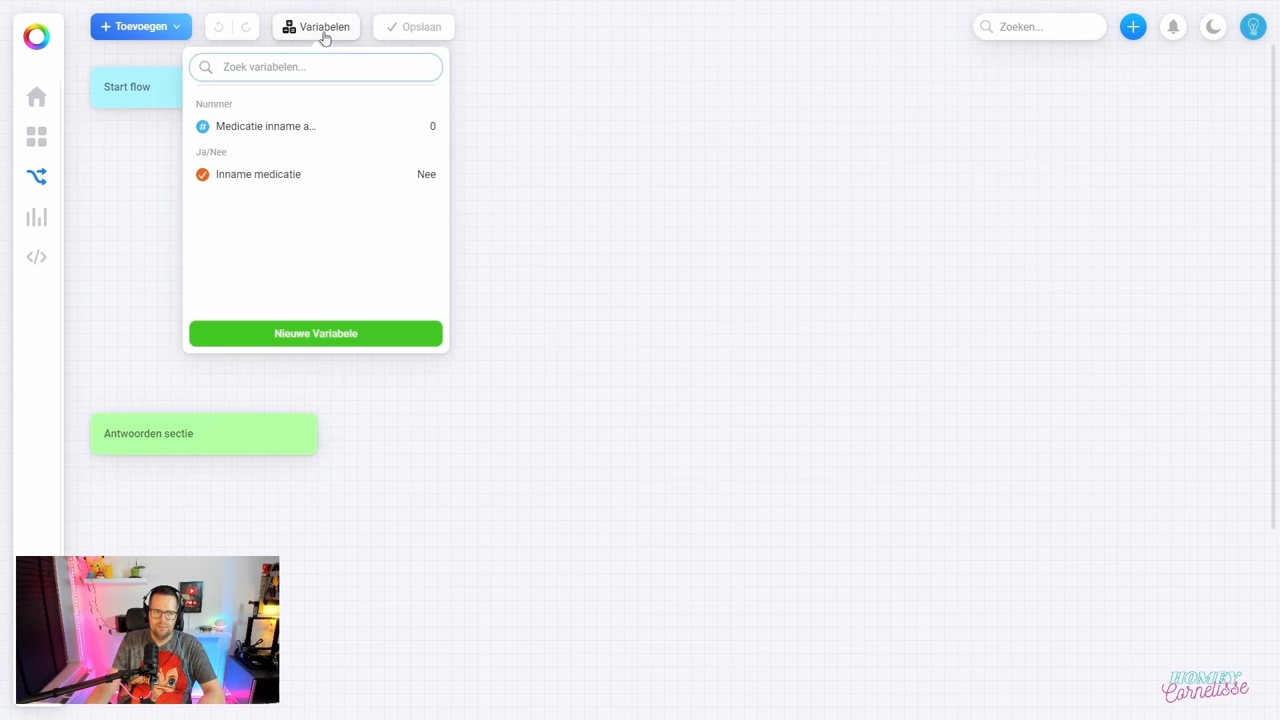 Toevoegen
Variabelen
Opslaan
Zoeken...
Start flow
Zoek variabelen...
Nummer
Medicatie inname a... 0
Ja/Nee
Inname medicatie Nee
Nieuwe Variabele
Antwoorden sectie
HOMEY
Cornelisse